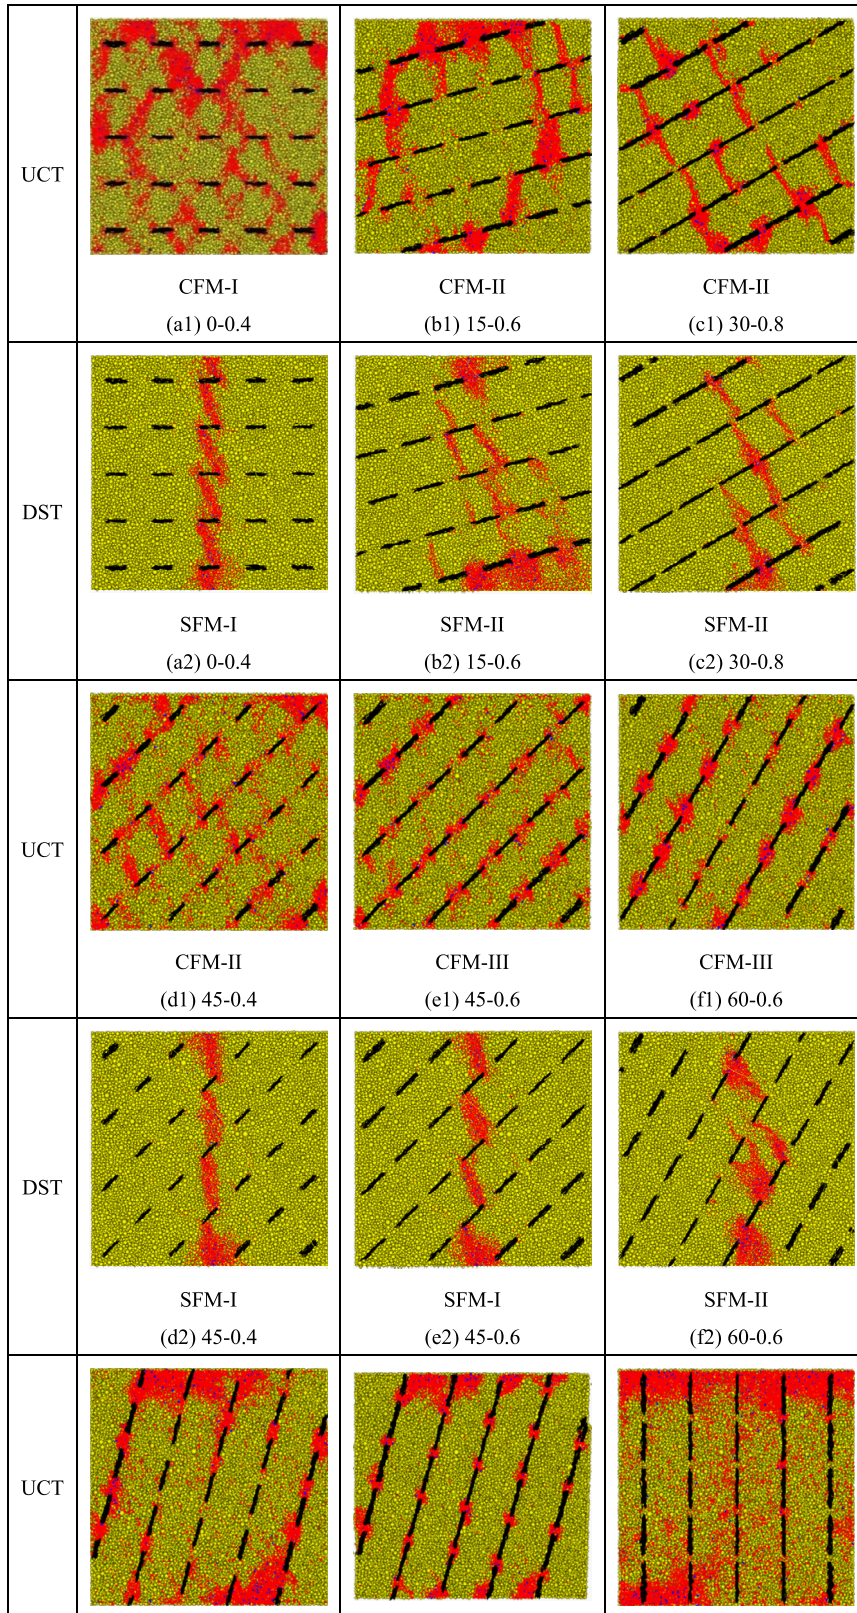 UCT
CFM-I
CFM-II
CFM-II
(a1) 0-0.4
(b1) 15-0.6
(c1) 30-0.8
DST
SFM-I
SFM-II
SFM-II
(a2) 0-0.4
(b2) 15-0.6
(c2) 30-0.8
UCT
CFM-II
CFM-III
CFM-III
(d1) 45-0.4
(e1) 45-0.6
(f1) 60-0.6
DST
SFM-I
SFM-I
SFM-II
(d2) 45-0.4
(e2) 45-0.6
(f2) 60-0.6
UCT